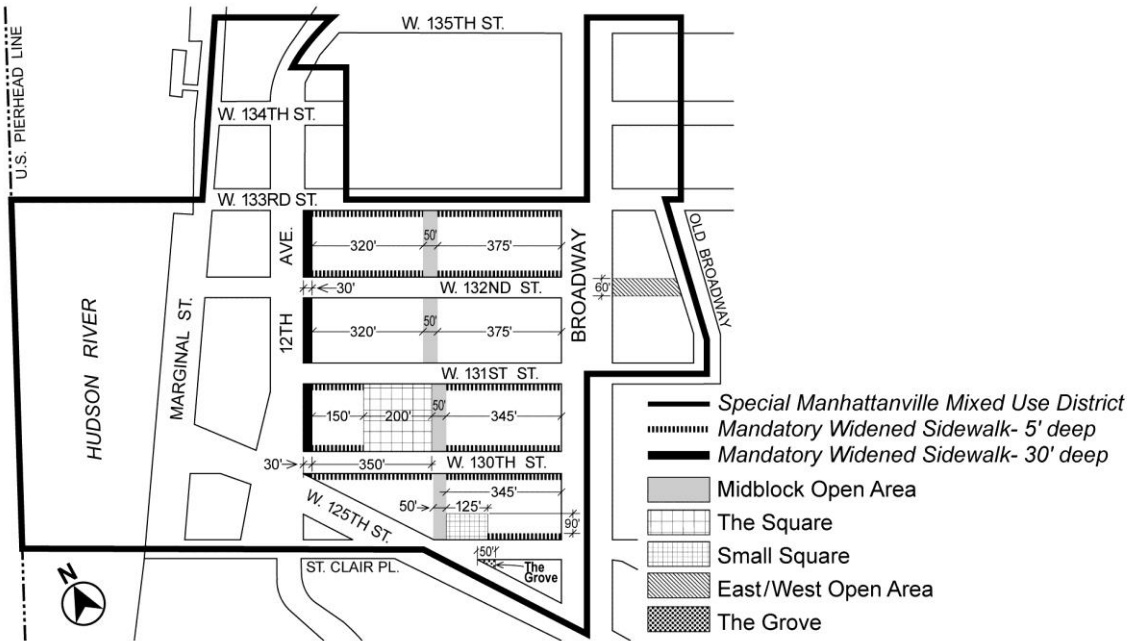 U.S. PIERHEAD LINE
W. 135TH ST.
W. 134TH ST.
W. 133RD ST.
AVE.
320'
50'
375'
BROADWAY
OLD BROADWAY
60'
30'
W. 132ND ST.
HUDSON RIVER
MARGINAL ST.
12TH
320'
50'
375'
W. 131ST ST.
150'
200'
50'
345'
30'
350'
W. 130TH ST.
W. 125TH ST.
345'
50'
125'
90'
50'
The
Grove
ST. CLAIR PL.
N
Special Manhattanville Mixed Use District
Mandatory Widened Sidewalk- 5' deep
Mandatory Widened Sidewalk- 30' deep
Midblock Open Area
The Square
Small Square
East/West Open Area
The Grove